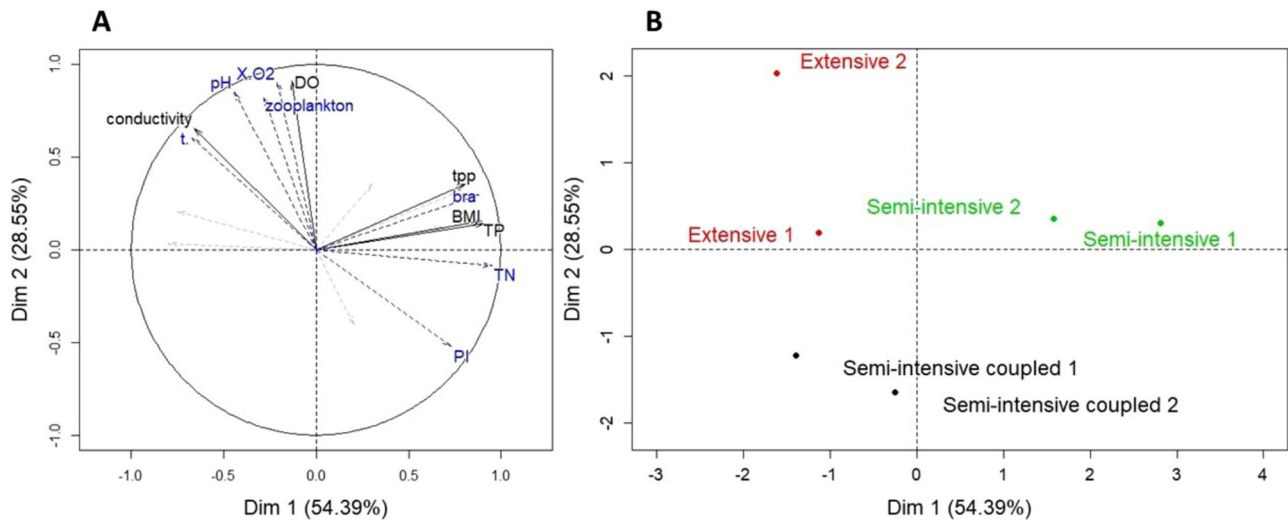 A
B
1.0
0.5
0.0
-0.5
-1.0
Dim 2 (28.55%)
pH
X.O2
DO
zooplankton
conductivity
t.
tpp
bra
BMI
TP
TN
PI
-1.0
-0.5
0.0
0.5
1.0
Dim 1 (54.39%)
2
1
0
-1
-2
Dim 2 (28.55%)
Extensive 2
Semi-intensive 2
Extensive 1
Semi-intensive 1
Semi-intensive coupled 1
Semi-intensive coupled 2
-3
-2
-1
0
1
2
3
4
Dim 1 (54.39%)